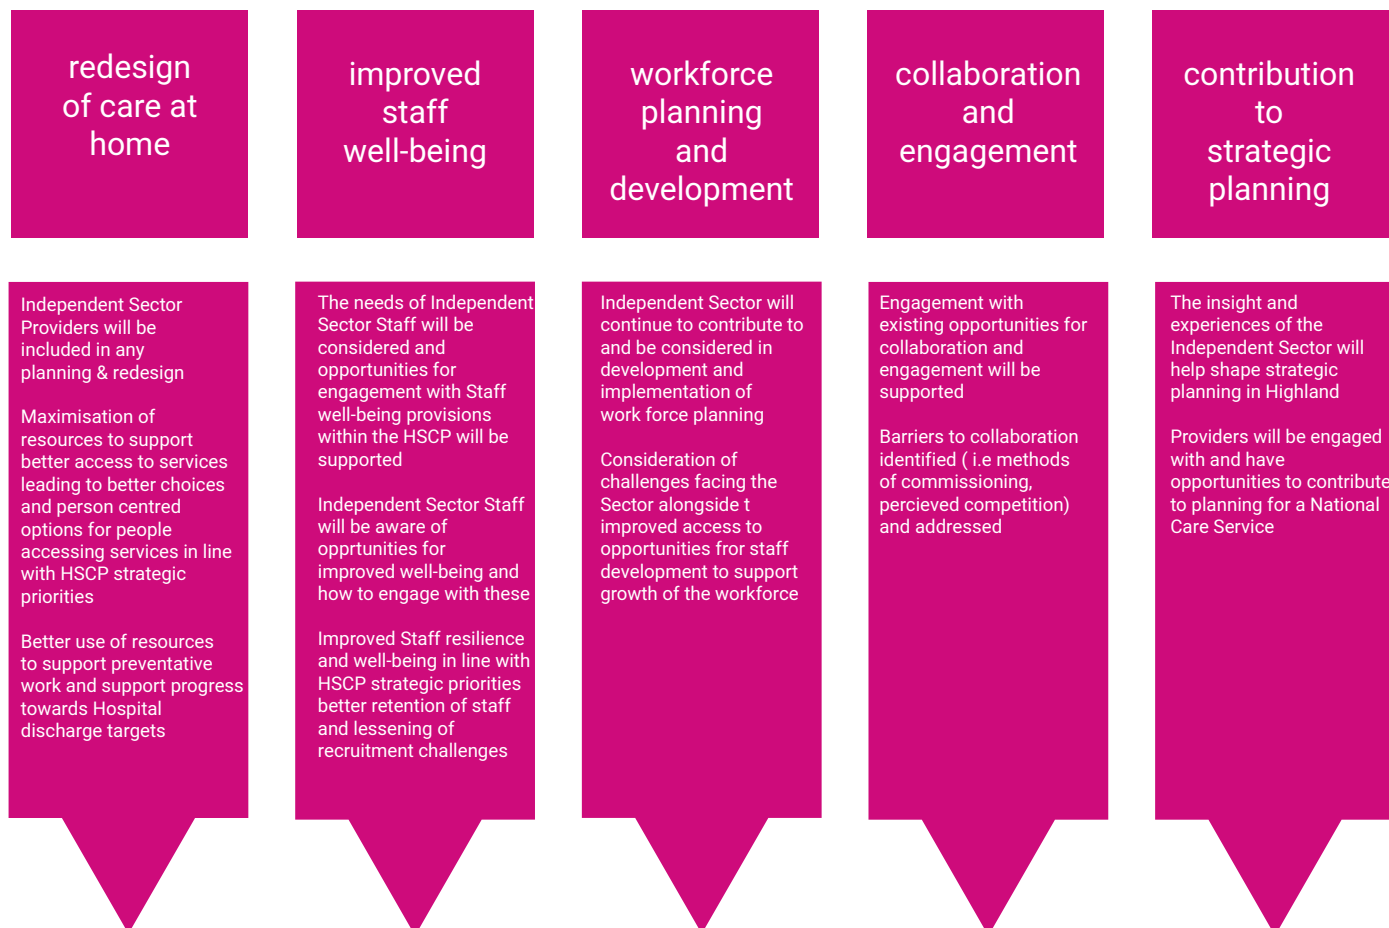 redesign
of care at
home
improved
staff
well-being
workforce
planning
and
development
collaboration
and
engagement
contribution
to
strategic
planning
Independent Sector
Providers will be
included in any
planning & redesign
Maximisation of
resources to support
better access to services
leading to better choices
and person centred
options for people
accessing services in line
with HSCP strategic
priorities
Better use of resources
to support preventative
work and support progress
towards Hospital
discharge targets
The needs of Independent
Sector Staff will be
considered and
opportunities for
engagement with Staff
well-being provisions
within the HSCP will be
supported
Independent Sector Staff
will be aware of
opprtunities for
improved well-being and
how to engage with these
Improved Staff resilience
and well-being in line with
HSCP strategic priorities
better retention of staff
and lessening of
recruitment challenges
Independent Sector will
continue to contribute to
and be considered in
development and
implementation of
work force planning
Consideration of
challenges facing the
Sector alongside t
improved access to
opportunities fror staff
development to support
growth of the workforce
Engagement with
existing opportunities for
collaboration and
engagement will be
supported
Barriers to collaboration
identified ( i.e methods
of commissioning,
percieved competition)
and addressed
The insight and
experiences of the
Independent Sector will
help shape strategic
planning in Highland
Providers will be engaged
with and have
opportunities to contribute
to planning for a National
Care Service